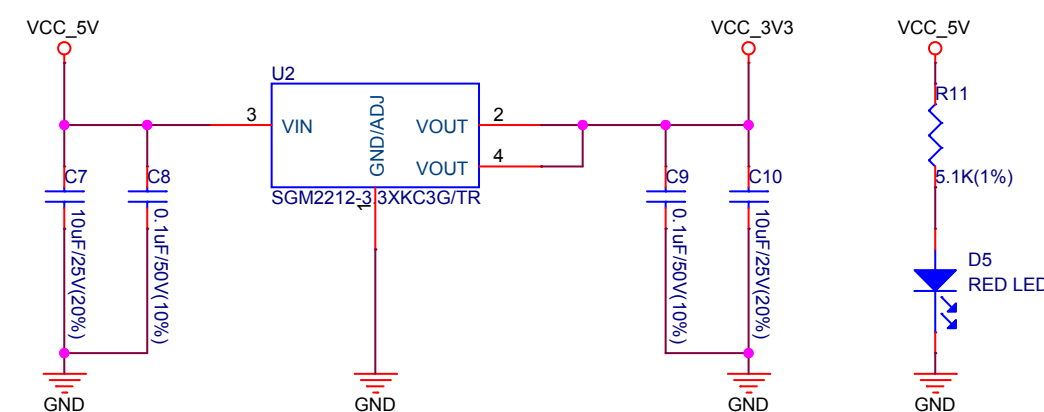 VCC_5V
VCC_3V3
VCC_5V
U2
3
VIN
GND/ADJ
VOUT
2
VOUT
4
SGM2212-3.3XKC3G/TR
1
C7
10uF/25V(20%)
C8
0.1uF/50V(10%)
C9
0.1uF/50V(10%)
C10
10uF/25V(20%)
R11
5.1K(1%)
D5
RED LED
GND
GND
GND
GND